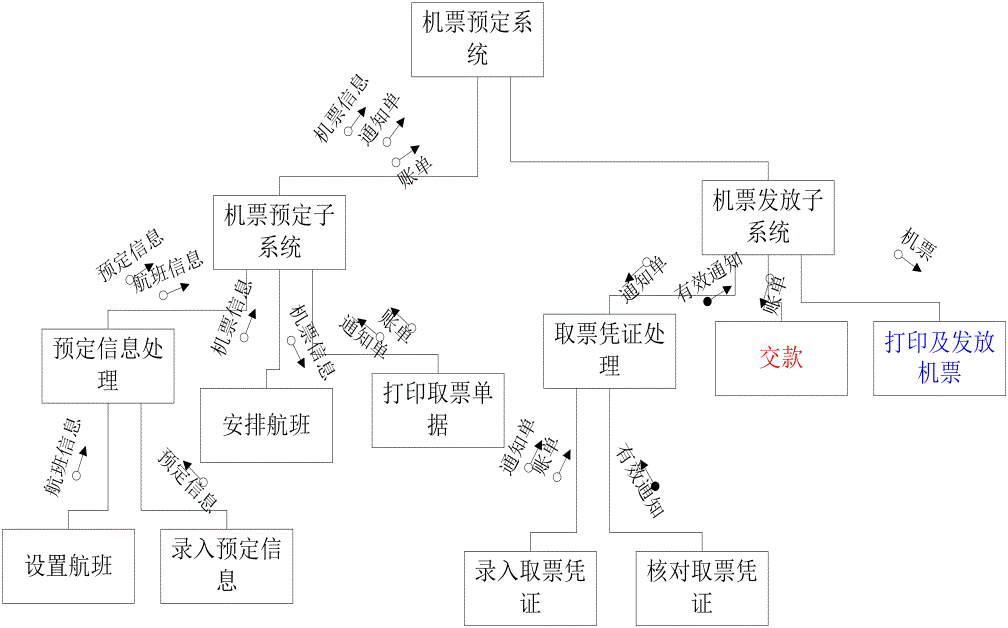 机票预定系
统
机票信息
通知单
账单
机票预定子
系统
机票发放子
系统
预定信息
航班信息
机票信息
机票信息
通知单
账单
通知单
有效通知
账单
机票
预定信息处
理
安排航班
打印取票单
据
取票凭证处
理
交款
打印及发放
机票
航班信息
预定信息
通知单
账单
有效通知
设置航班
录入预定信
息
录入取票凭
证
核对取票凭
证